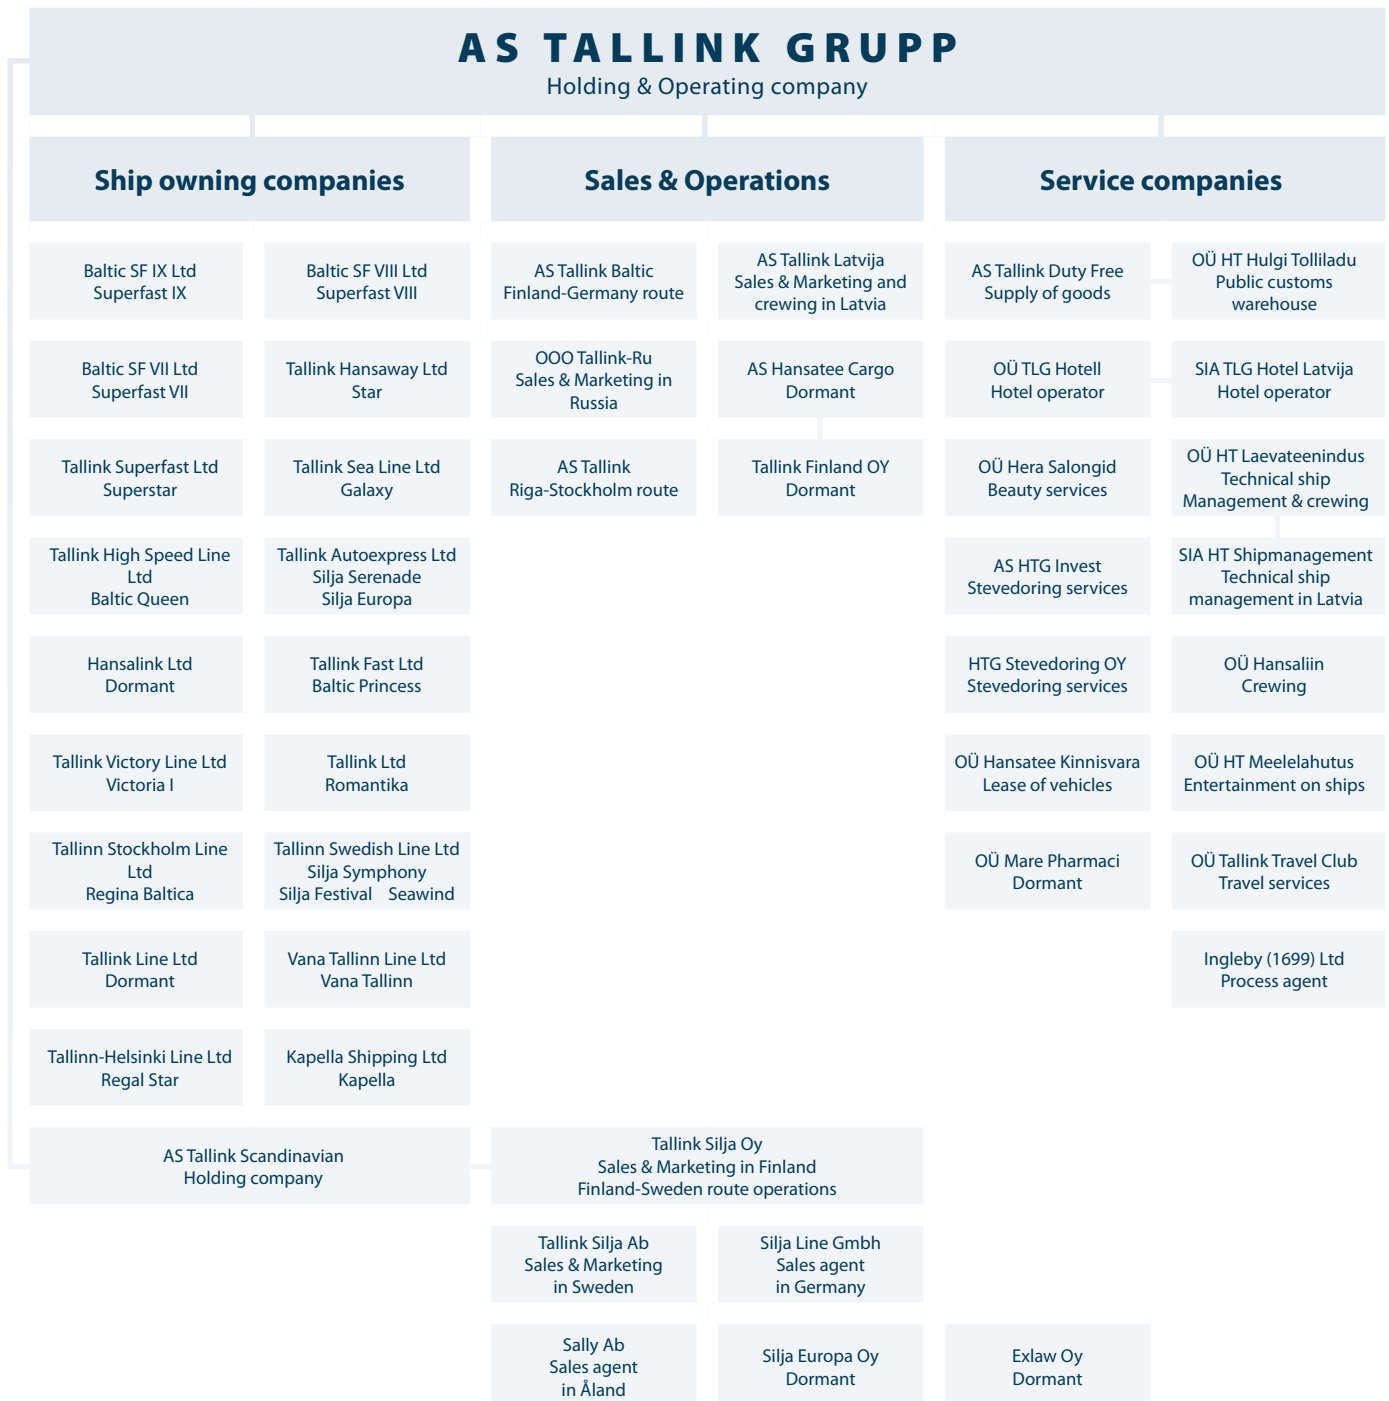 AS TALLINK GRUPP
Holding & Operating company
Ship owning companies
Sales & Operations
Service companies
Baltic SF IX Ltd
Superfast IX
Baltic SF VIII Ltd
Superfast VIII
AS Tallink Baltic
Finland-Germany route
AS Tallink Latvija
Sales & Marketing and
crewing in Latvia
AS Tallink Duty Free
Supply of goods
OÜ HT Hulgi Tolliladu
Public customs
warehouse
Baltic SF VII Ltd
Superfast VII
Tallink Hansaway Ltd
Star
OOO Tallink-Ru
Sales & Marketing in
Russia
AS Hansatee Cargo
Dormant
OÜ TLG Hotell
Hotel operator
SIA TLG Hotel Latvija
Hotel operator
Tallink Superfast Ltd
Superstar
Tallink Sea Line Ltd
Galaxy
AS Tallink
Riga-Stockholm route
Tallink Finland OY
Dormant
OÜ Hera Salongid
Beauty services
OÜ HT Laevateenindus
Technical ship
Management & crewing
Tallink High Speed Line
Ltd
Baltic Queen
Tallink Autoexpress Ltd
Silja Serenade
Silja Europa
AS HTG Invest
Stevedoring services
SIA HT Shipmanagement
Technical ship
management in Latvia
Hansalink Ltd
Dormant
Tallink Fast Ltd
Baltic Princess
HTG Stevedoring OY
Stevedoring services
OÜ Hansaliin
Crewing
Tallink Victory Line Ltd
Victoria I
Tallink Ltd
Romantika
OÜ Hansatee Kinnisvara
Lease of vehicles
OÜ HT Meelelahutus
Entertainment on ships
Tallinn Stockholm Line
Ltd
Regina Baltica
Tallinn Swedish Line Ltd
Silja Symphony
Silja Festival Seawind
OÜ Mare Pharmaci
Dormant
OÜ Tallink Travel Club
Travel services
Tallink Line Ltd
Dormant
Vana Tallinn Line Ltd
Vana Tallinn
Ingleby (1699) Ltd
Process agent
Tallinn-Helsinki Line Ltd
Regal Star
Kapella Shipping Ltd
Kapella
AS Tallink Scandinavian
Holding company
Tallink Silja Oy
Sales & Marketing in Finland
Finland-Sweden route operations
Tallink Silja Ab
Sales & Marketing
in Sweden
Silja Line Gmbh
Sales agent
in Germany
Sally Ab
Sales agent
in Åland
Silja Europa Oy
Dormant
Exlaw Oy
Dormant